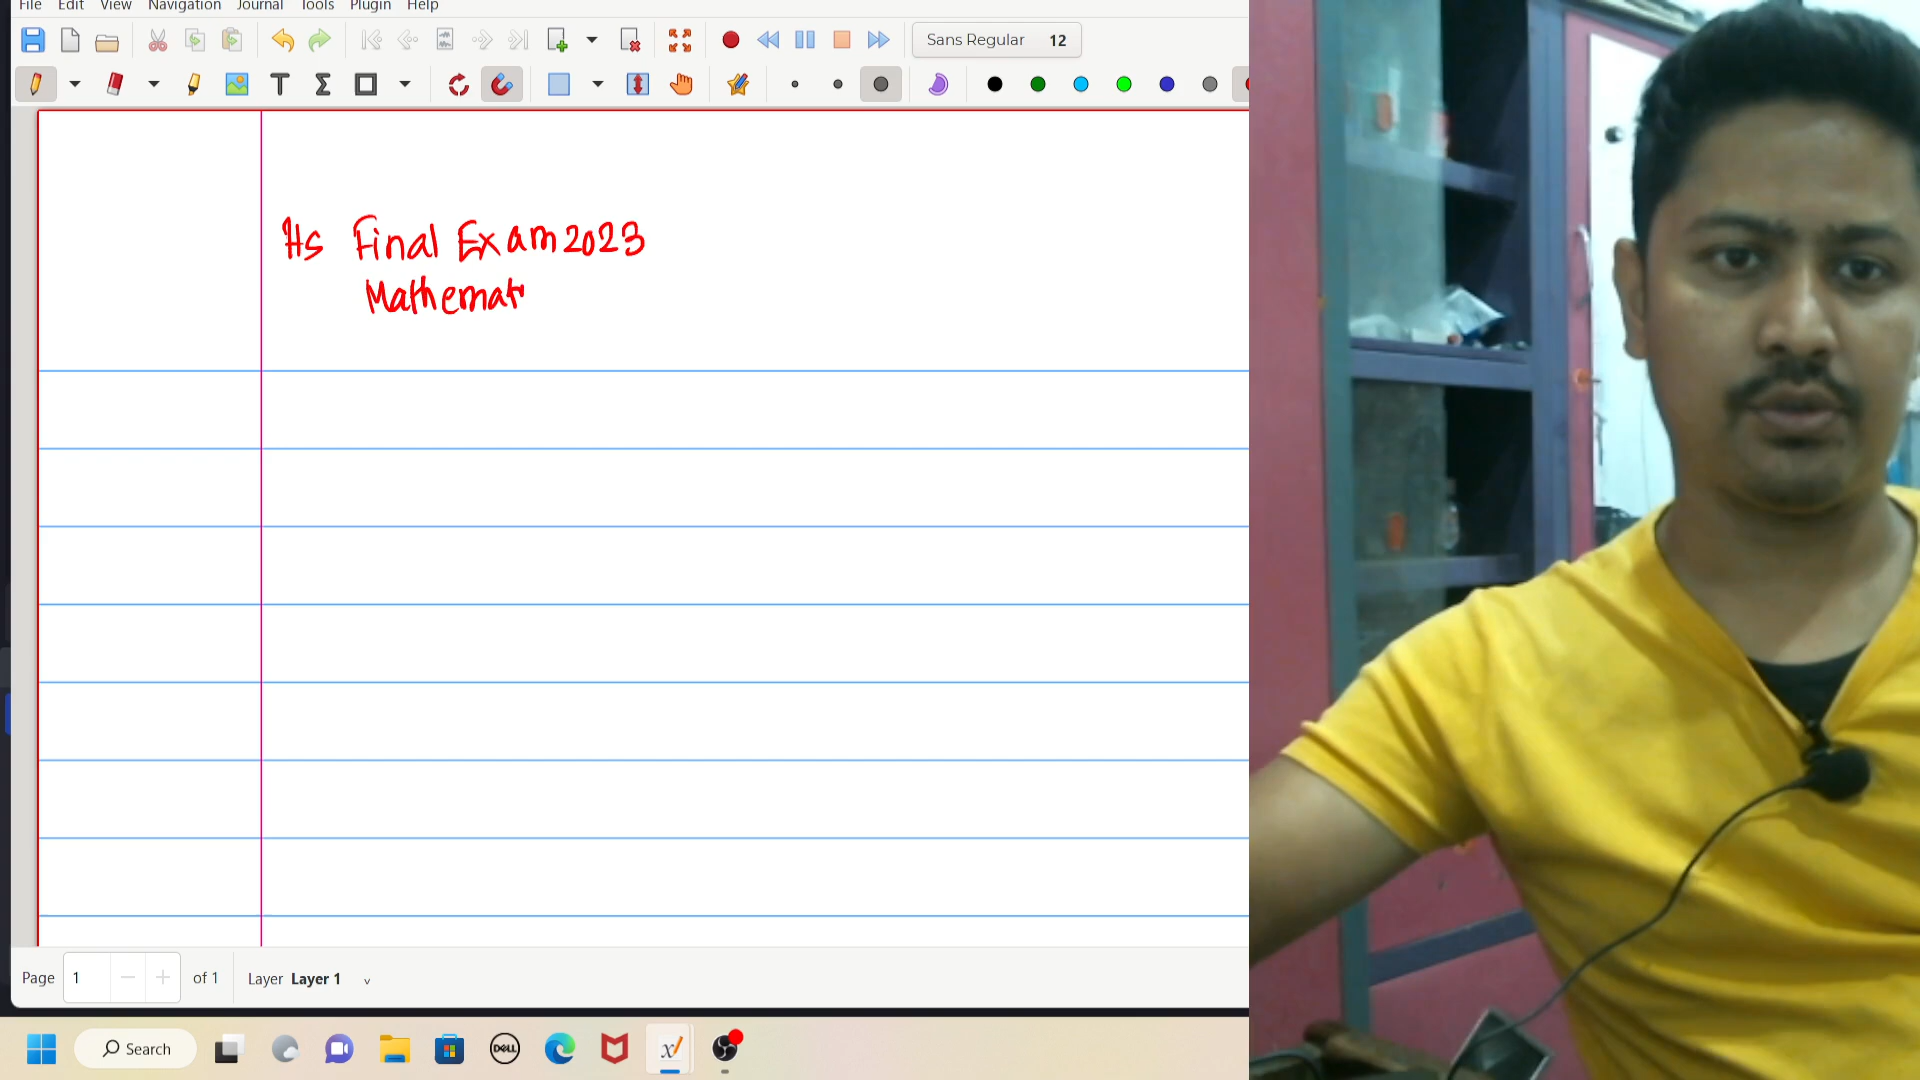 File Edit View Navigation Journal Tools Plugin Help
Sans Regular 12
Hs Final Exam 2023
Mathemat
Page 1 of 1 Layer Layer 1
Search
DELL